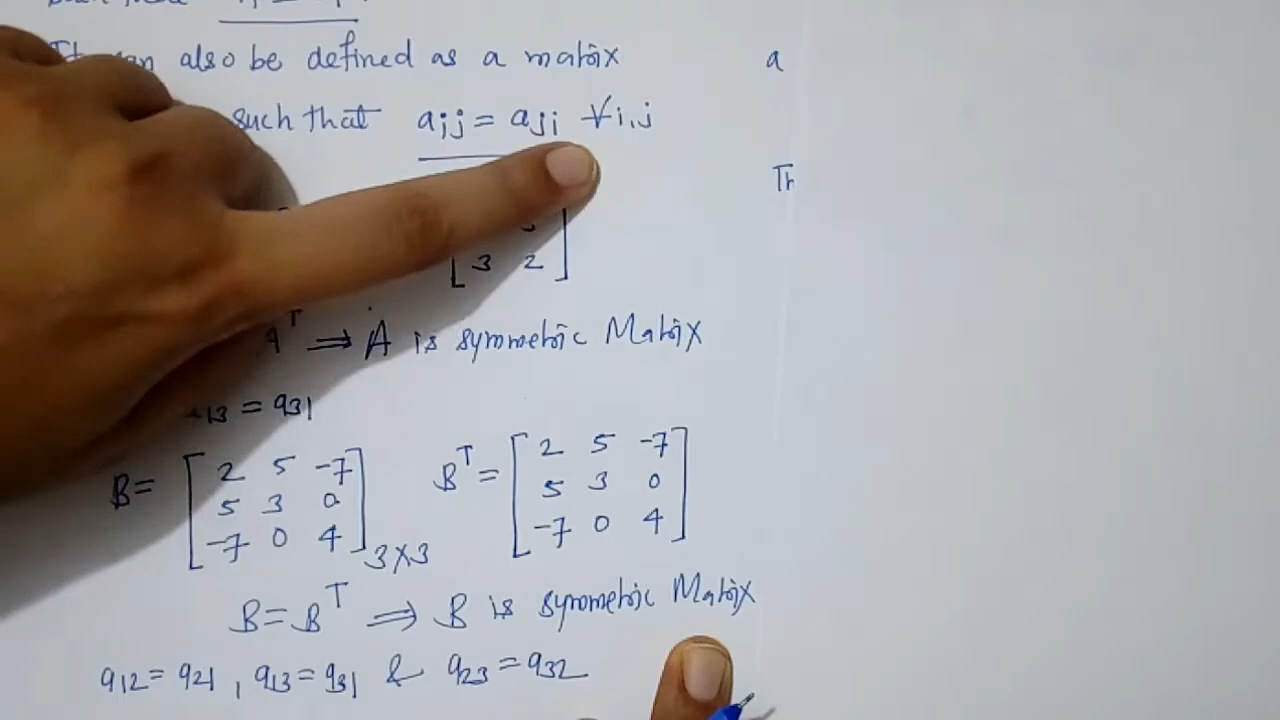 can also be defined as a matrix
such that aij = aji ∀i,j
3 2
T ⟹ A is symmetric Matrix
13 = a31
B = [2 5 -7 5 3 0 -7 0 4] 3×3 B^T = [2 5 -7 5 3 0 -7 0 4]
B = B^T ⟹ B is symmetric Matrix
a12 = a21, a13 = a31 & a23 = a32
a
Th